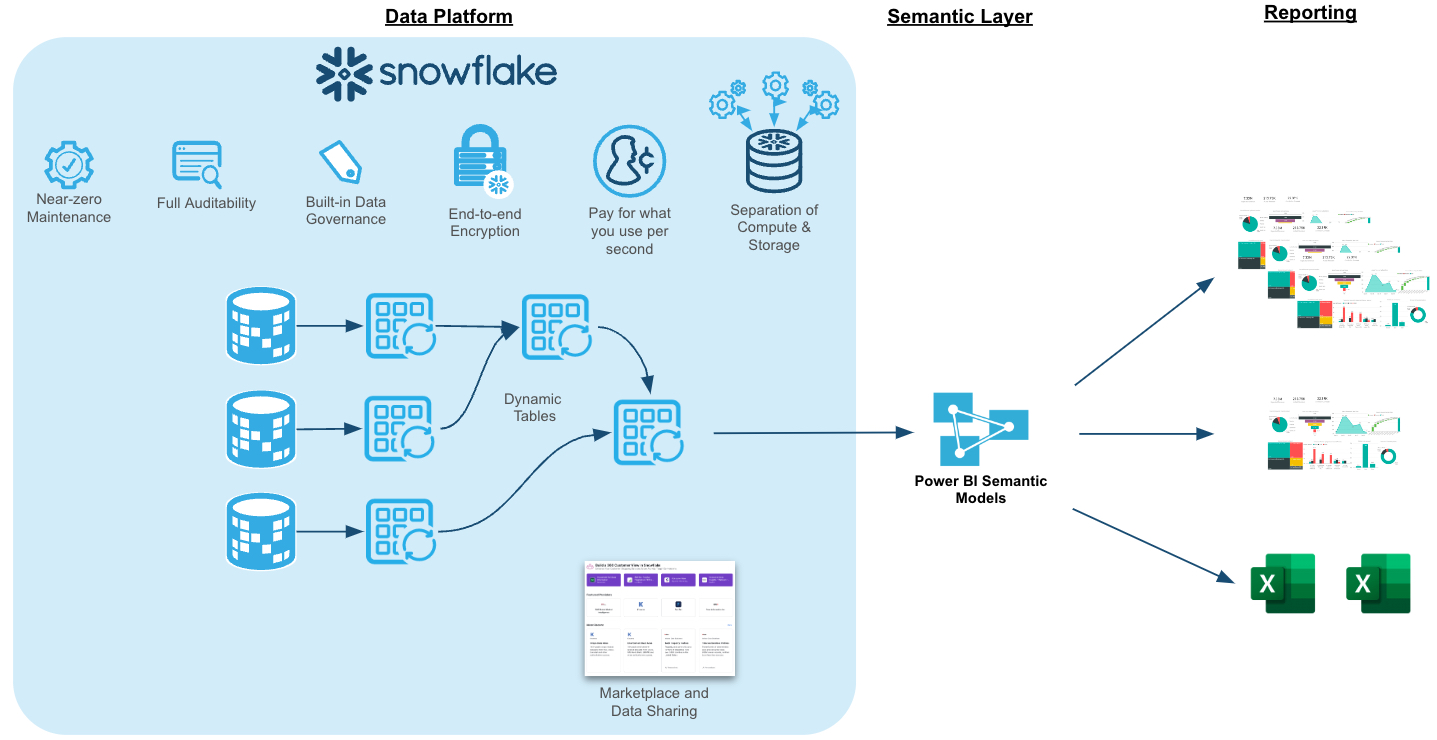 Data Platform
Semantic Layer
Reporting
snowflake
Near-zero
Maintenance
Full Auditability
Built-in Data
Governance
End-to-end
Encryption
Pay for what
you use per
second
Separation of
Compute &
Storage
Dynamic
Tables
Power BI Semantic
Models
X
X
Marketplace and
Data Sharing